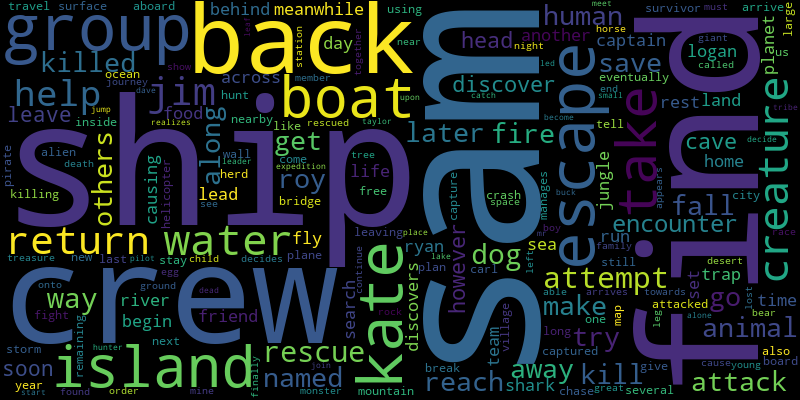 travel surface aboard
group
back
behind meanwhile
using
human
meet
survivor must arrive
large
horse
another
captain
giant
called
logan
us
planet
killed
ocean
journey
show
station
day
together
near
head
night
led
save
eventually
end
small
find
help
jim
food
across
member
hunt
boat
upon
discover
catch
become
rest land
tribe
leave
jump
dave
nearby
rescued taylor
later fire
tell
cave
decide
home
pirate
inside
realizes
along
like
get
escape
take
creature
alien
death
others
causing
helicopter
wall
leader
herd
come
expedition
tree
life
free
capture
crash
space
manages
jungle
appears
city
killing
ship
lead
see
roy
bridge
sam
buck
fall
encounter
race
return water fly
leaving place
ryan
sea
mr
boy
family
run
still
desert
treasure new last pilot
stay
child decides
plane
lake
plan
carl
dog
left
attempt
trap
crew
egg
ground
dead
continue
kate
discovers
however
able arrives towards
attacked
set
go time
lost
bear
onto
way river
begin
friend
search
rock
village
team
make
one
map
leg
alone
animal
fight
remaining
storm
hunter
next
rescue
long
try
captured
also
soon
island
finally
join
named
monster
mountain
break
reach shark
away
chase
kill
great several
give
cause young board
year
start found order mine
attack